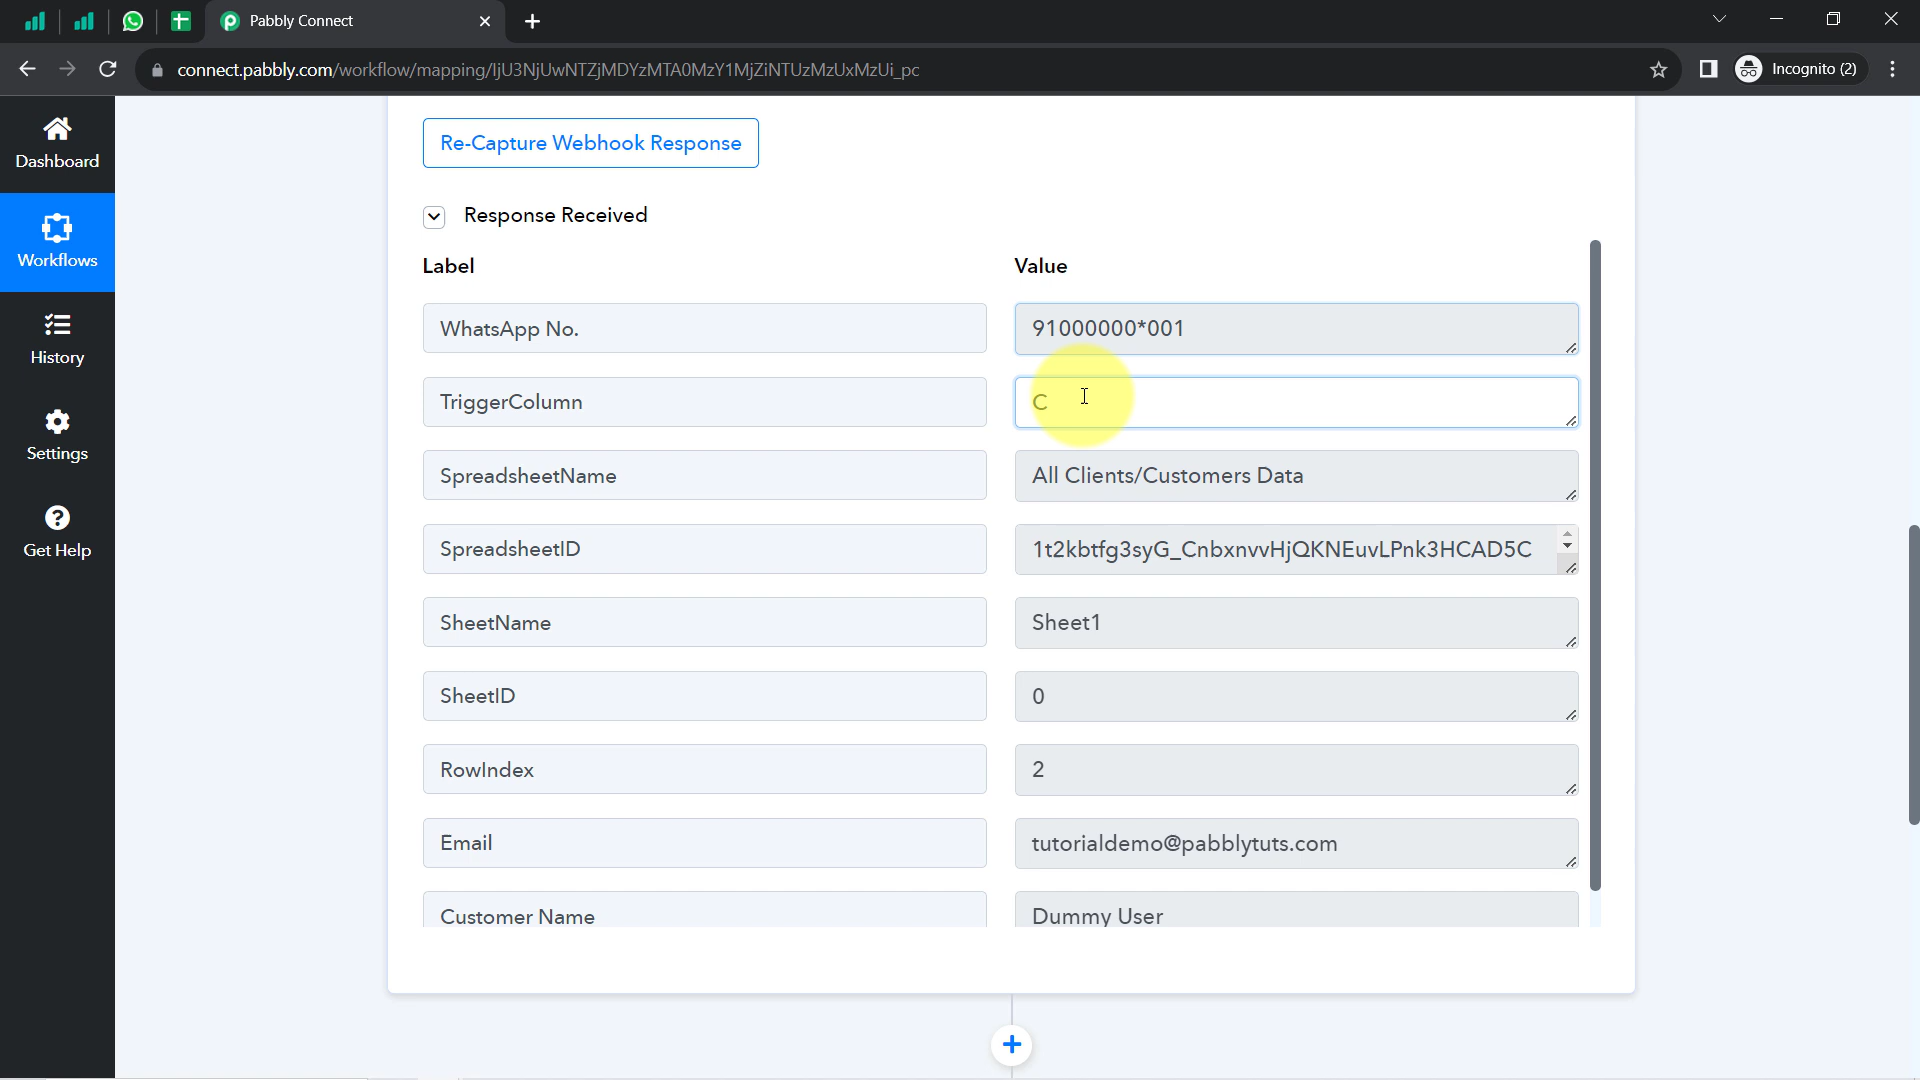 Pabbly Connect
connect.pabbly.com/workflow/mapping/IjU3NjUwNTZjMDYzMTA0MzY1MjZiNTUzMzUxMzUi_pc
Incognito (2)
Dashboard
Workflows
History
Settings
Get Help
Re-Capture Webhook Response
Response Received
Label Value
WhatsApp No. 91000000*001
TriggerColumn C
SpreadsheetName All Clients/Customers Data
SpreadsheetID 1t2kbtfg3syG_CnbxnvvHjQKNEuvLPnk3HCAD5C
SheetName Sheet1
SheetID 0
RowIndex 2
Email tutorialdemo@pabblytuts.com
Customer Name Dummy User